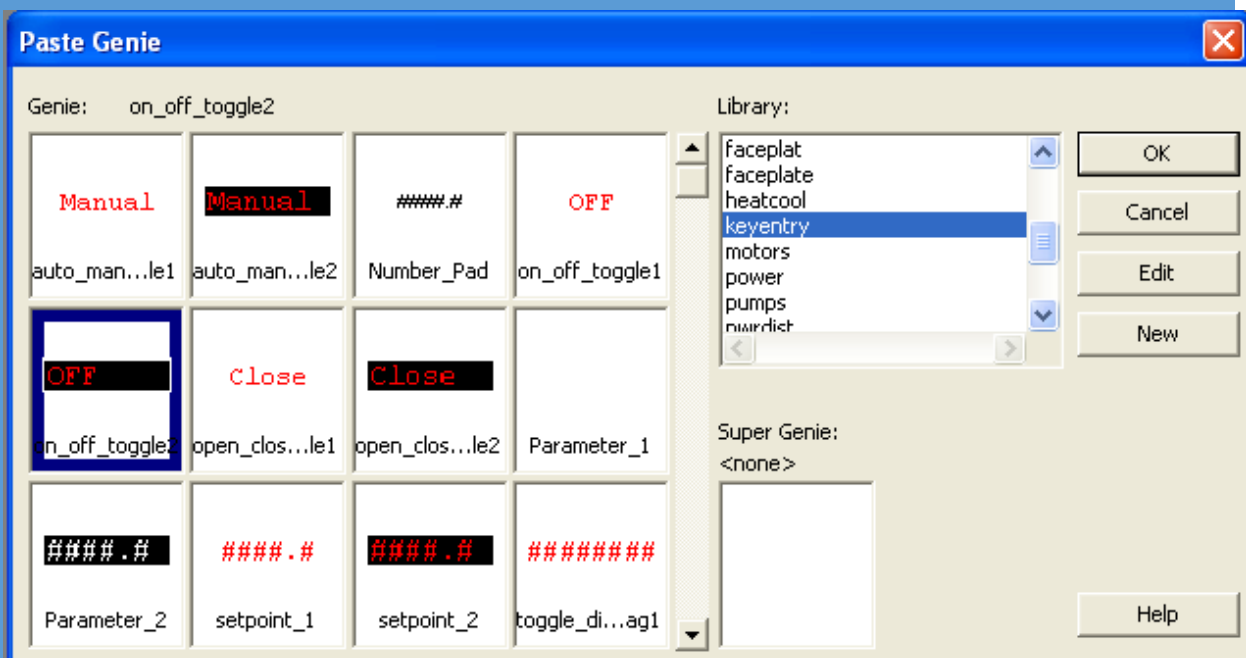 Paste Genie
Genie: on_off_toggle2
Manual
auto_man...le1
Manual
auto_man...le2
####.#
Number_Pad
OFF
on_off_toggle1
OFF
on_off_toggle2
Close
open_clos...le1
Close
open_clos...le2
Parameter_1
####.#
Parameter_2
####.#
setpoint_1
####.#
setpoint_2
########
toggle_di...ag1
Library:
faceplat
faceplate
heatcool
keyentry
motors
power
pumps
pwrdist
Super Genie:
<none>
OK
Cancel
Edit
New
Help